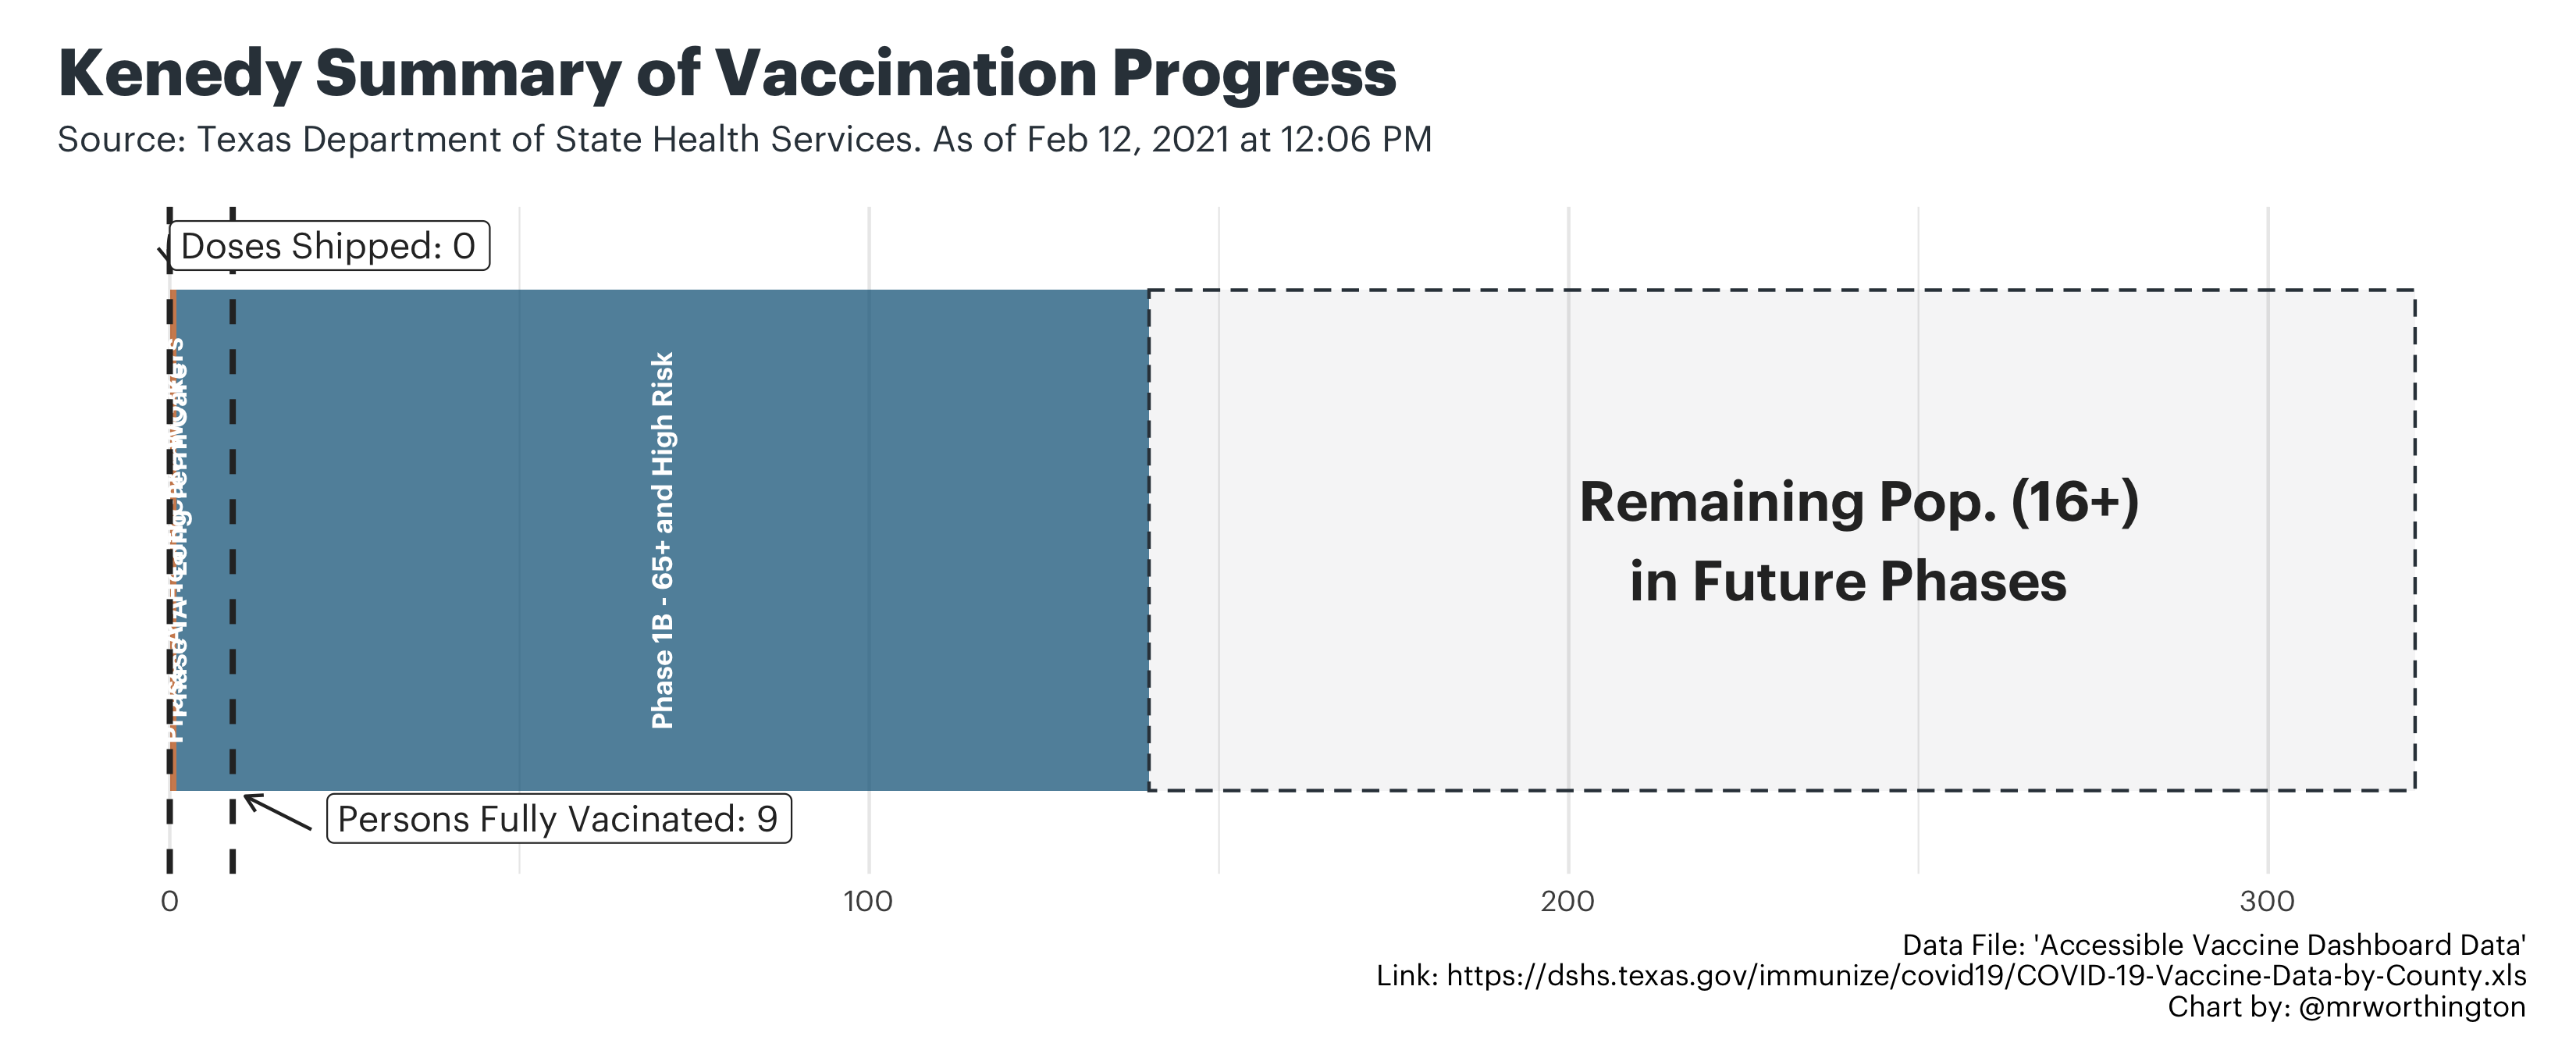 Kenedy Summary of Vaccination Progress
Source: Texas Department of State Health Services. As of Feb 12, 2021 at 12:06 PM
Doses Shipped: 0
Phase 1B - 65+ and High Risk
Remaining Pop. (16+)
in Future Phases
Persons Fully Vacinated: 9
0
100
200
300
Data File: 'Accessible Vaccine Dashboard Data'
Link: https://dshs.texas.gov/immunize/covid19/COVID-19-Vaccine-Data-by-County.xls
Chart by: @mrworthington